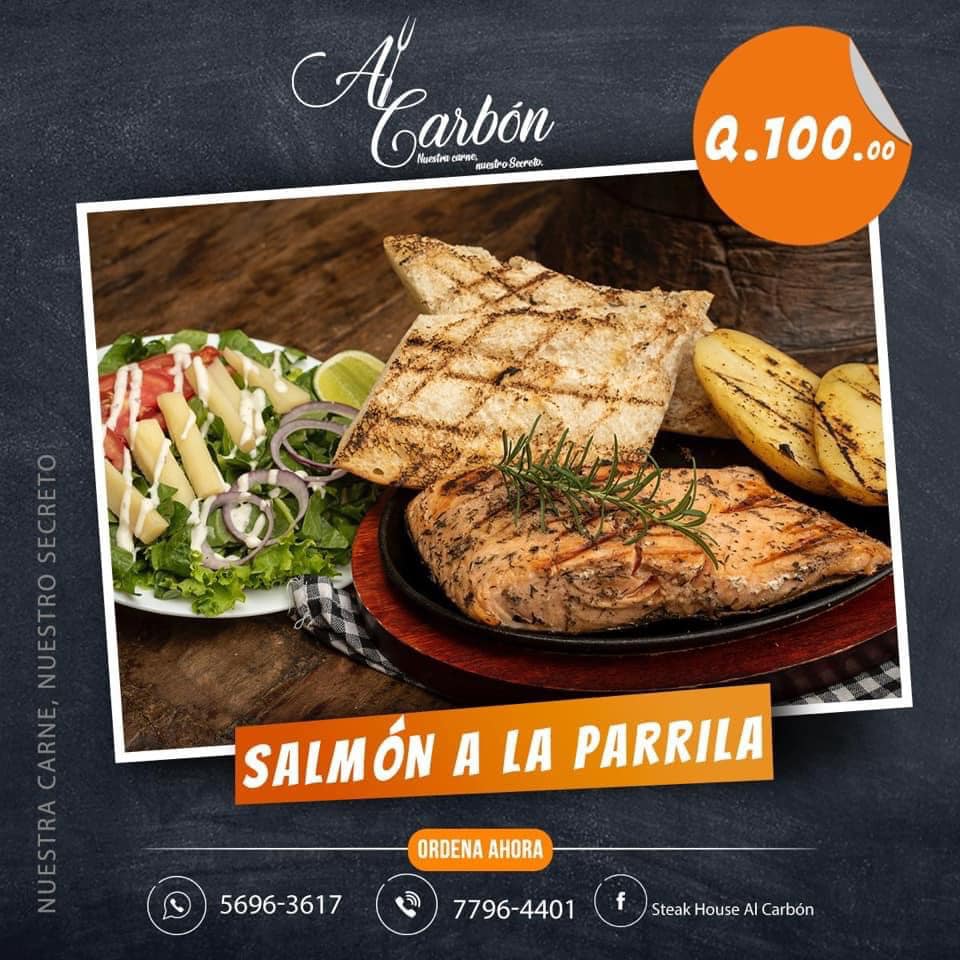 Al
Carbón
Nuestra carne,
nuestro Secreto.
Q.100.00
NUESTRA CARNE, NUESTRO SECRETO
SALMÓN A LA PARRILA
ORDENA AHORA
5696-3617
7796-4401
f
Steak House Al Carbón